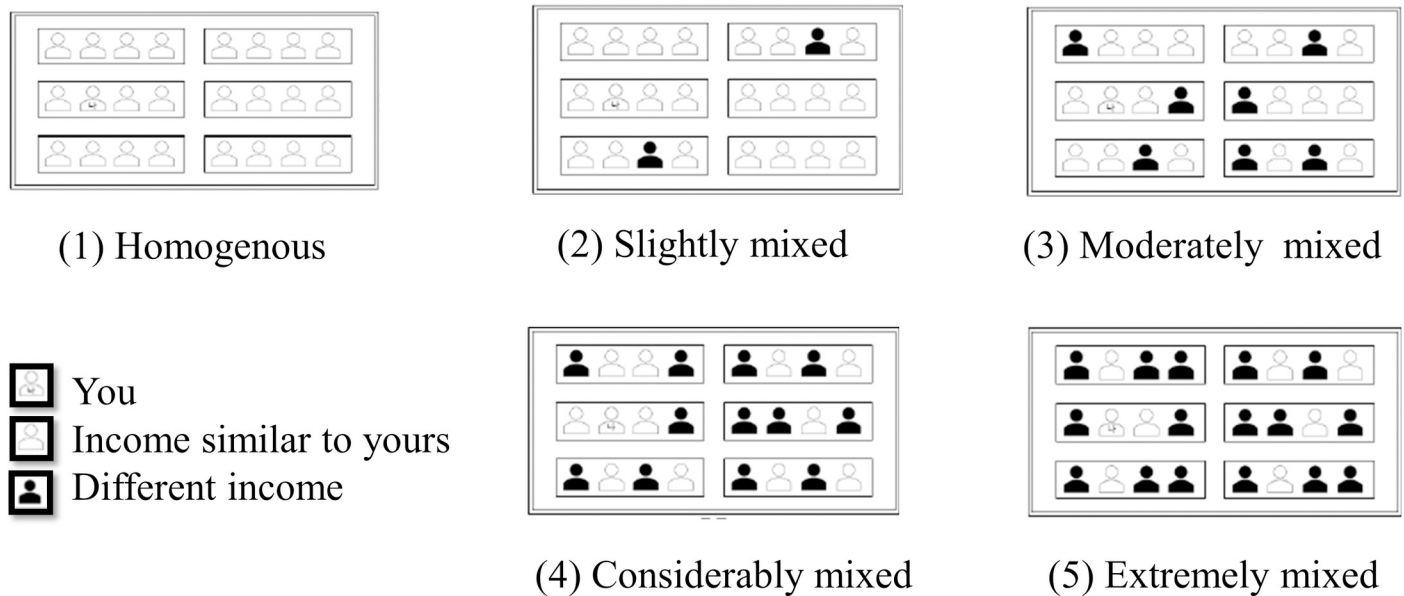 (1) Homogenous
(2) Slightly mixed
(3) Moderately mixed
You
Income similar to yours
Different income
(4) Considerably mixed
(5) Extremely mixed